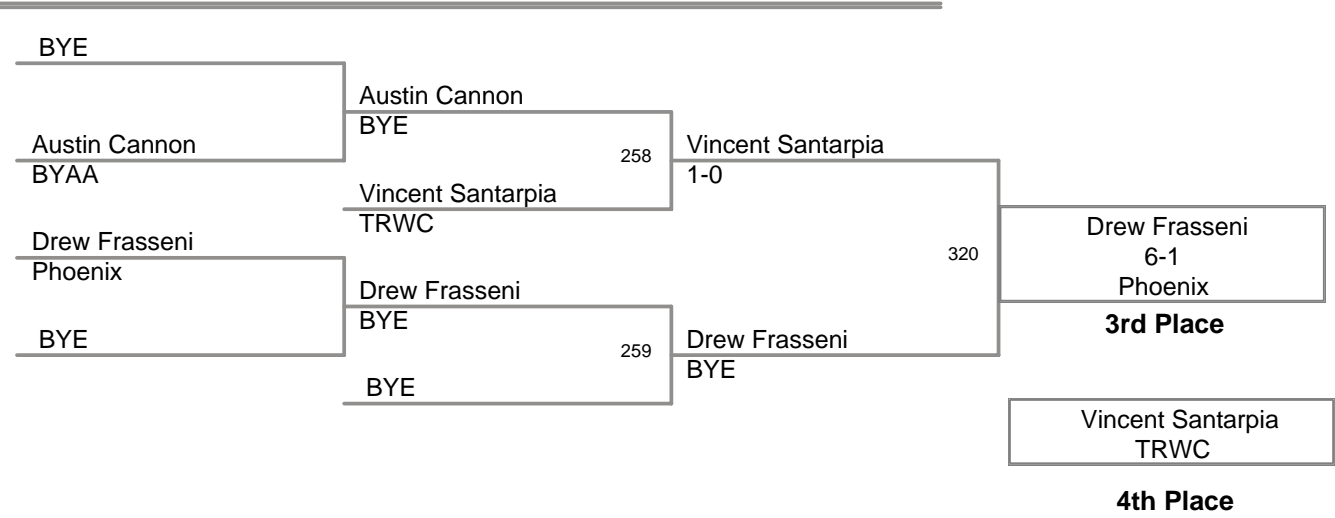 BYE
Austin Cannon
BYE
Austin Cannon
BYAA
258
Vincent Santarpia
1-0
Vincent Santarpia
TRWC
Drew Frasseni
Phoenix
320
Drew Frasseni
6-1
Phoenix
3rd Place
Drew Frasseni
BYE
BYE
259
Drew Frasseni
BYE
BYE
Vincent Santarpia
TRWC
4th Place